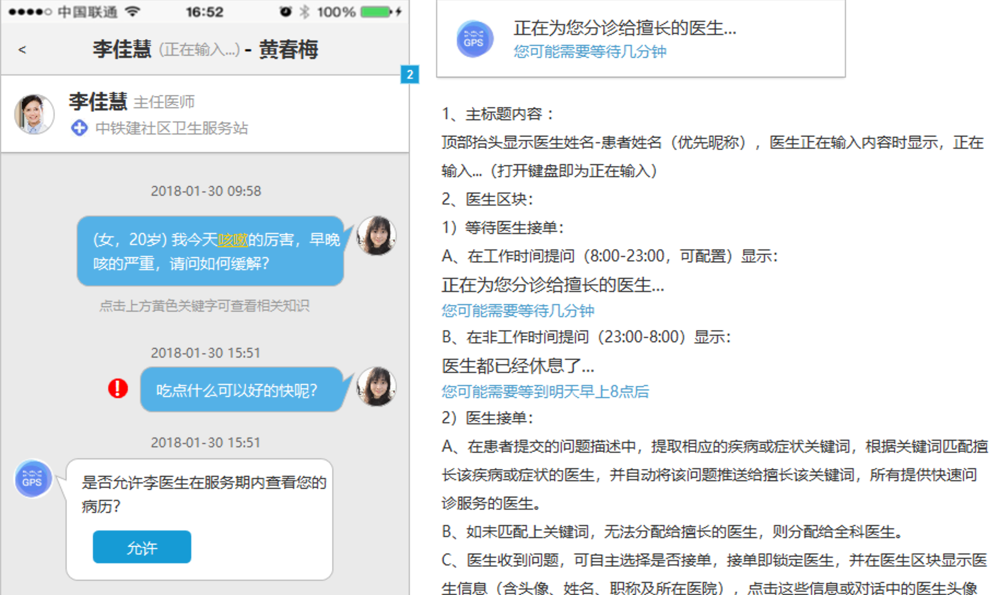 中国联通 16:52 100%
< 李佳慧 (正在输入...) - 黄春梅
2
李佳慧 主任医师
中铁建社区卫生服务站
2018-01-30 09:58
(女，20岁) 我今天咳嗽的厉害，早晚
咳的严重，请问如何缓解？
点击上方黄色关键字可查看相关知识
2018-01-30 15:51
吃点什么可以好的快呢？
2018-01-30 15:51
GPS
是否允许李医生在服务期内查看您的
病历？
允许
GPS
正在为您分诊给擅长的医生...
您可能需要等待几分钟
1、主标题内容：
顶部抬头显示医生姓名-患者姓名（优先昵称），医生正在输入内容时显示，正在
输入...（打开键盘即为正在输入）
2、医生区块：
1）等待医生接单：
A、在工作时间提问（8:00-23:00，可配置）显示：
正在为您分诊给擅长的医生...
您可能需要等待几分钟
B、在非工作时间提问（23:00-8:00）显示：
医生都已经休息了...
您可能需要等到明天早上8点后
2）医生接单：
A、在患者提交的问题描述中，提取相应的疾病或症状关键词，根据关键词匹配擅
长该疾病或症状的医生，并自动将该问题推送给擅长该关键词，所有提供快速问
诊服务的医生。
B、如未匹配上关键词，无法分配给擅长的医生，则分配给全科医生。
C、医生收到问题，可自主选择是否接单，接单即锁定医生，并在医生区块显示医
生信息（含头像、姓名、职称及所在医院），点击这些信息或对话中的医生头像